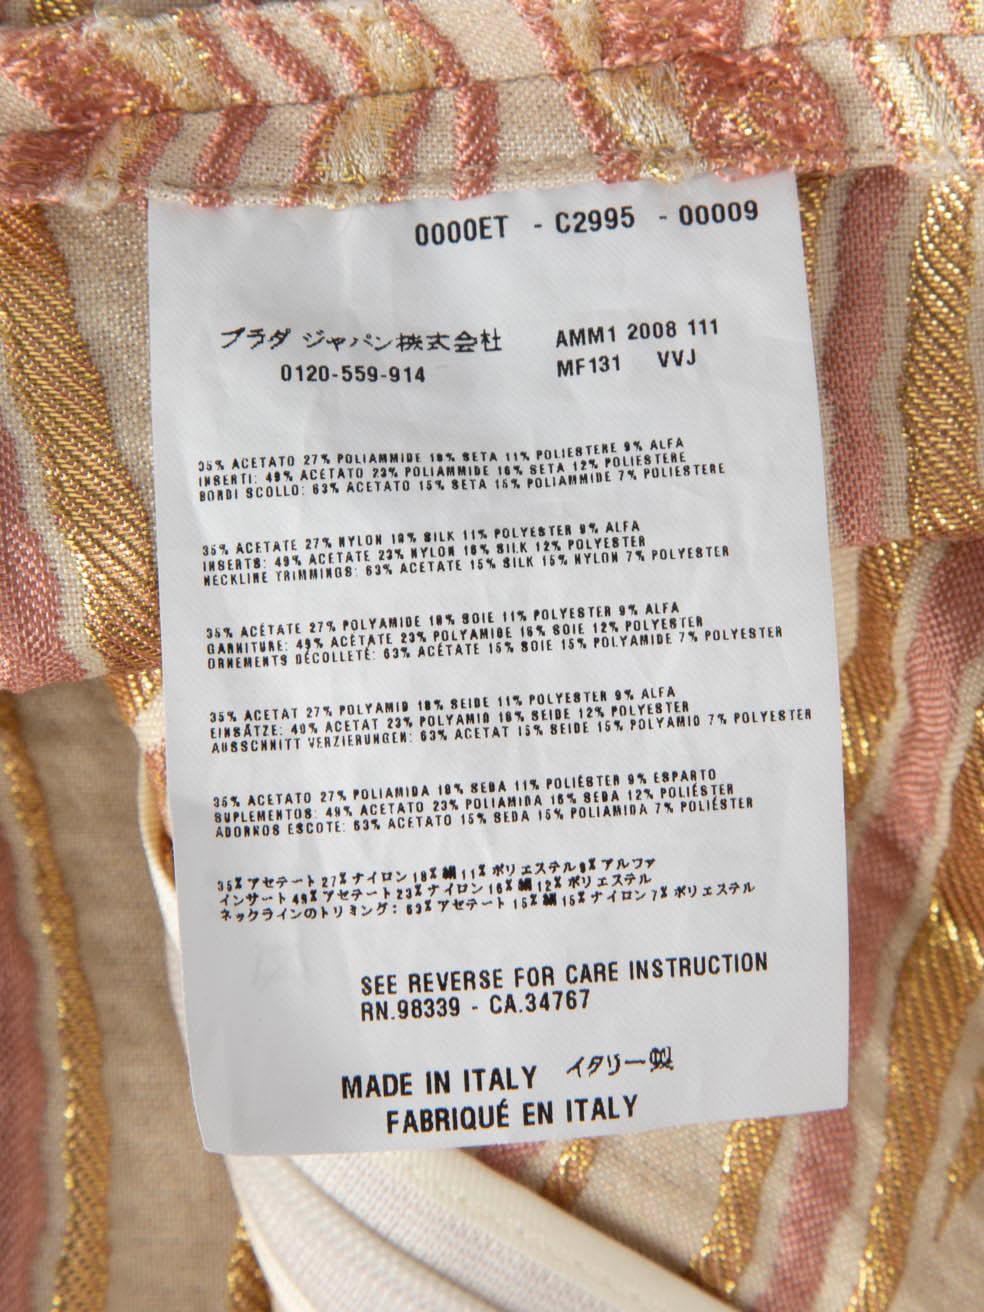 0000ET - C2995 - 00009
プラダ ジャパン株式会社
0120-559-914
AMM1 2008 111
MF131 VVJ
35% ACETATO 27% POLIAMMIDE 18% SETA 11% POLIESTERE 9% ALFA
INSERTI: 49% ACETATO 23% POLIAMMIDE 16% SETA 12% POLIESTERE
BORDI SCOLLO: 63% ACETATO 15% SETA 15% POLIAMMIDE 7% POLIESTERE
35% ACETATE 27% NYLON 18% SILK 11% POLYESTER 9% ALFA
INSERTS: 49% ACETATE 23% NYLON 16% SILK 12% POLYESTER
NECKLINE TRIMMINGS: 63% ACETATE 15% SILK 15% NYLON 7% POLYESTER
35% ACÉTATE 27% POLYAMIDE 18% SOIE 11% POLYESTER 9% ALFA
GARNITURE: 49% ACÉTATE 23% POLYAMIDE 16% SOIE 12% POLYESTER
ORNEMENTS DÉCOLLETÉ: 63% ACÉTATE 15% SOIE 15% POLYAMIDE 7% POLYESTER
35% ACETAT 27% POLYAMID 18% SEIDE 11% POLYESTER 9% ALFA
EINSÄTZE: 49% ACETAT 23% POLYAMID 16% SEIDE 12% POLYESTER
AUSSCHNITT VERZIERUNGEN: 63% ACETAT 15% SEIDE 15% POLYAMID 7% POLYESTER
35% ACETATO 27% POLIAMIDA 18% SEDA 11% POLIÉSTER 9% ESPARTO
SUPLEMENTOS: 49% ACETATO 23% POLIAMIDA 16% SEDA 12% POLIÉSTER
ADORNOS ESCOTE: 63% ACETATO 15% SEDA 15% POLIAMIDA 7% POLIÉSTER
35% アセテート 27% ナイロン 18% 絹 11% ポリエステル 9% アルファ
インサート 49% アセテート 23% ナイロン 16% 絹 12% ポリエステル
ネックラインのトリミング: 63% アセテート 15% 絹 15% ナイロン 7% ポリエステル
SEE REVERSE FOR CARE INSTRUCTION
RN.98339 - CA.34767
MADE IN ITALY イタリー製
FABRIQUÉ EN ITALY